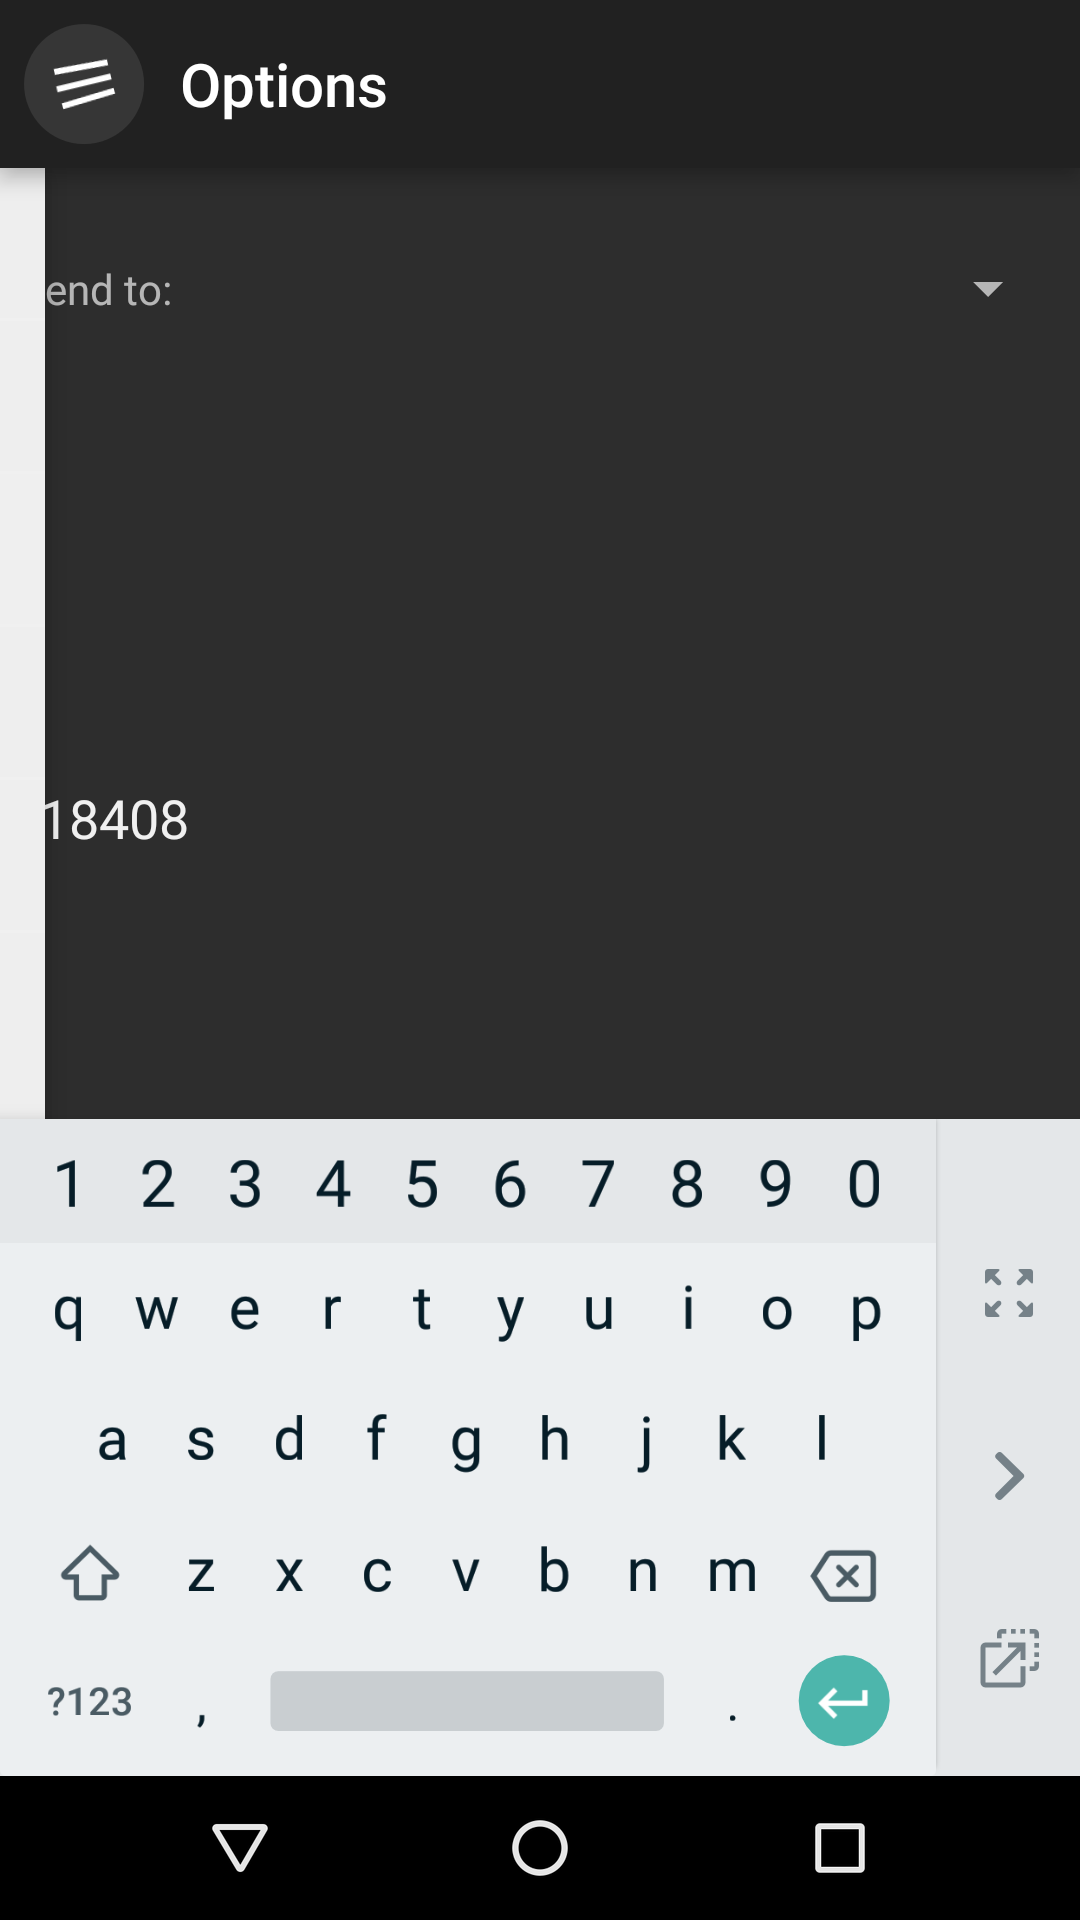 Options
end to:
18408
1 2 3 4 5 6 7 8 9 0
q w e r t y u i o p
a s d f g h j k l
z x c v b n m
?123 , .